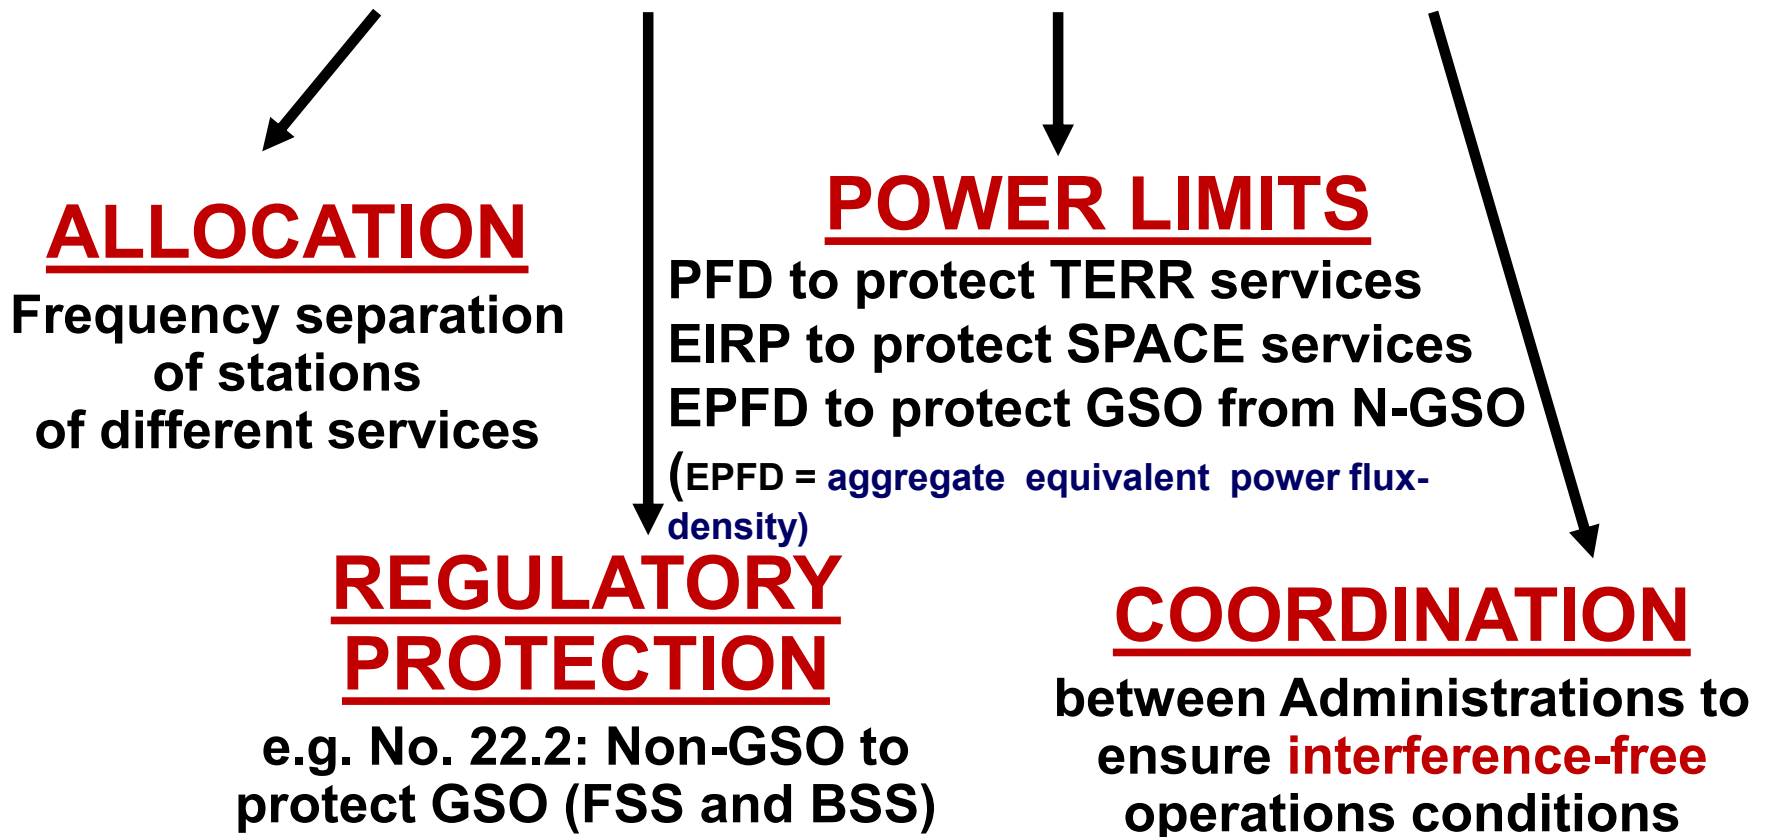 ALLOCATION
Frequency separation
of stations
of different services
POWER LIMITS
PFD to protect TERR services
EIRP to protect SPACE services
EPFD to protect GSO from N-GSO
(EPFD = aggregate equivalent power flux-
density)
REGULATORY
PROTECTION
e.g. No. 22.2: Non-GSO to
protect GSO (FSS and BSS)
COORDINATION
between Administrations to
ensure interference-free
operations conditions